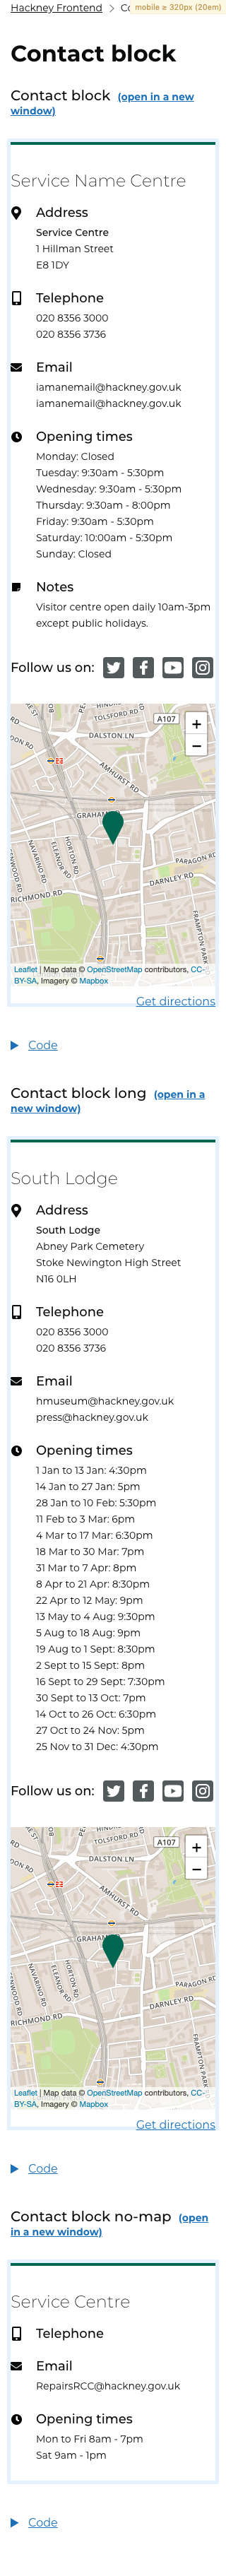 Hackney Frontend
mobile ≥ 320px (20em)
Contact block
Contact block (open in a new
window)
Service Name Centre
Address
Service Centre
1 Hillman Street
E8 1DY
Telephone
020 8356 3000
020 8356 3736
Email
iamanemail@hackney.gov.uk
iamanemail@hackney.gov.uk
Opening times
Monday: Closed
Tuesday: 9:30am - 5:30pm
Wednesday: 9:30am - 5:30pm
Thursday: 9:30am - 8:00pm
Friday: 9:30am - 5:30pm
Saturday: 10:00am - 5:30pm
Sunday: Closed
Notes
Visitor centre open daily 10am-3pm
except public holidays.
Follow us on:
TOLSFORD RD
A107
DALSTON LN
+
−
AMHURST RD
NAVARINO RD
ELEANOR RD
HORTON RD
PARAGON RD
DARNLEY RD
RICHMOND RD
FRAMPTON PARK
Leaflet | Map data © OpenStreetMap contributors, CC-
BY-SA, Imagery © Mapbox
Get directions
Code
Contact block long (open in a
new window)
South Lodge
Address
South Lodge
Abney Park Cemetery
Stoke Newington High Street
N16 0LH
Telephone
020 8356 3000
020 8356 3736
Email
hmuseum@hackney.gov.uk
press@hackney.gov.uk
Opening times
1 Jan to 13 Jan: 4:30pm
14 Jan to 27 Jan: 5pm
28 Jan to 10 Feb: 5:30pm
11 Feb to 3 Mar: 6pm
4 Mar to 17 Mar: 6:30pm
18 Mar to 30 Mar: 7pm
31 Mar to 7 Apr: 8pm
8 Apr to 21 Apr: 8:30pm
22 Apr to 12 May: 9pm
13 May to 4 Aug: 9:30pm
5 Aug to 18 Aug: 9pm
19 Aug to 1 Sept: 8:30pm
2 Sept to 15 Sept: 8pm
16 Sept to 29 Sept: 7:30pm
30 Sept to 13 Oct: 7pm
14 Oct to 26 Oct: 6:30pm
27 Oct to 24 Nov: 5pm
25 Nov to 31 Dec: 4:30pm
Follow us on:
TOLSFORD RD
A107
DALSTON LN
+
−
AMHURST RD
NAVARINO RD
ELEANOR RD
HORTON RD
PARAGON RD
DARNLEY RD
RICHMOND RD
FRAMPTON PARK
Leaflet | Map data © OpenStreetMap contributors, CC-
BY-SA, Imagery © Mapbox
Get directions
Code
Contact block no-map (open
in a new window)
Service Centre
Telephone
Email
RepairsRCC@hackney.gov.uk
Opening times
Mon to Fri 8am - 7pm
Sat 9am - 1pm
Code